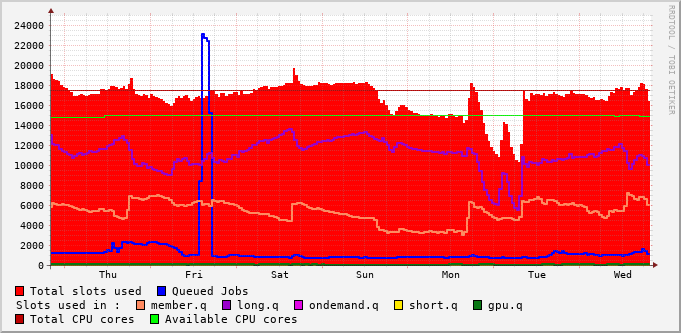 24000
22000
20000
18000
16000
14000
12000
10000
8000
6000
4000
2000
0
Thu Fri Sat Sun Mon Tue Wed
Total slots used Queued Jobs
Slots used in : member.q long.q ondemand.q short.q gpu.q
Total CPU cores Available CPU cores
RRDTOOL / TOBI OETIKER